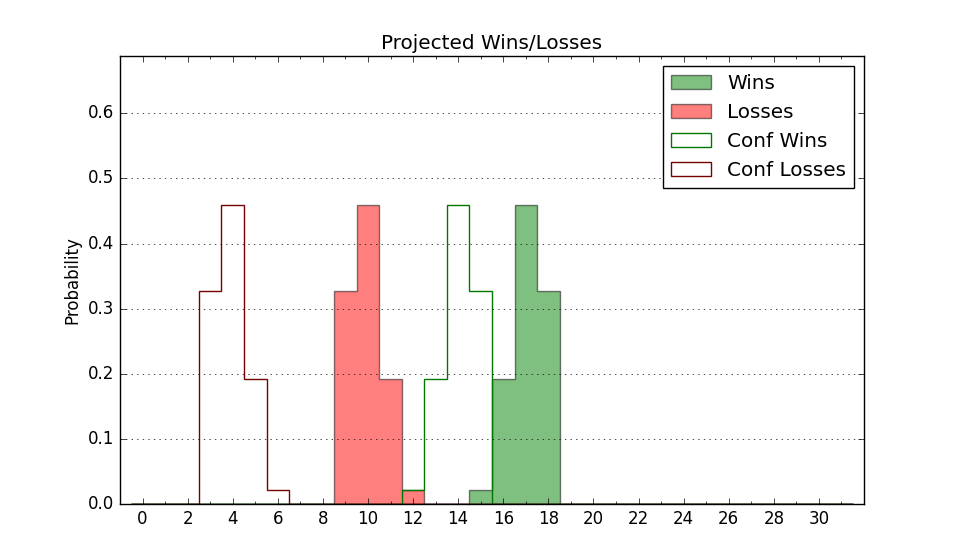 Projected Wins/Losses
Wins
Losses
Conf Wins
Conf Losses
Probability
0.6
0.5
0.4
0.3
0.2
0.1
0.0
0 2 4 6 8 10 12 14 16 18 20 22 24 26 28 30